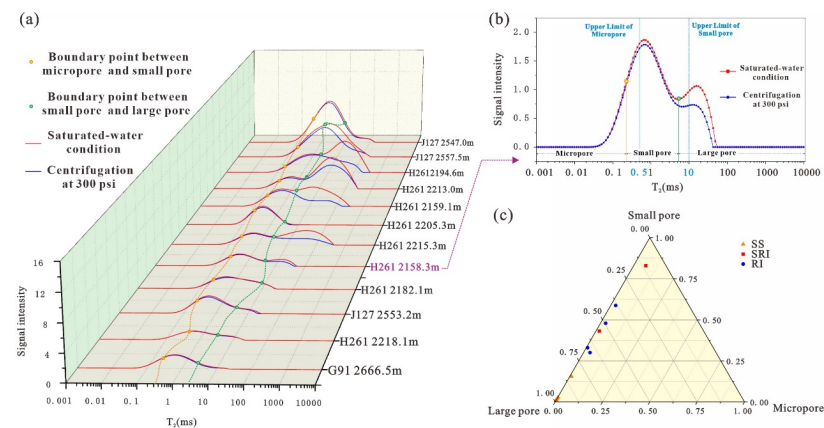 (a)
Boundary point between
micropore and small pore
Boundary point between
small pore and large pore
Saturated-water
condition
Centrifugation
at 300 psi
J127 2547.0m
J127 2557.5m
H2612194.6m
H261 2213.0m
H261 2159.1m
H261 2205.3m
H261 2215.3m
H261 2158.3m
H261 2182.1m
J127 2553.2m
H261 2218.1m
G91 2666.5m
16
12
8
4
0
Signal intensity
0.001 0.01 0.1 1 10 100 1000 10000
T₂(ms)
(b)
Upper Limit of
Micropore
Upper Limit of
Small pore
Saturated-water
condition
Centrifugation
at 300 psi
Signal intensity
2.0
1.5
1.0
0.5
0.0
Micropore Small pore Large pore
0.001 0.01 0.1 0.5 1 10 100 1000 10000
T₂(ms)
(c)
Small pore
0.00 1.00
SS
SRI
RI
0.25 0.75
0.50 0.50
0.75 0.25
1.00 0.00
Large pore 0.00 0.25 0.50 0.75 1.00
Micropore